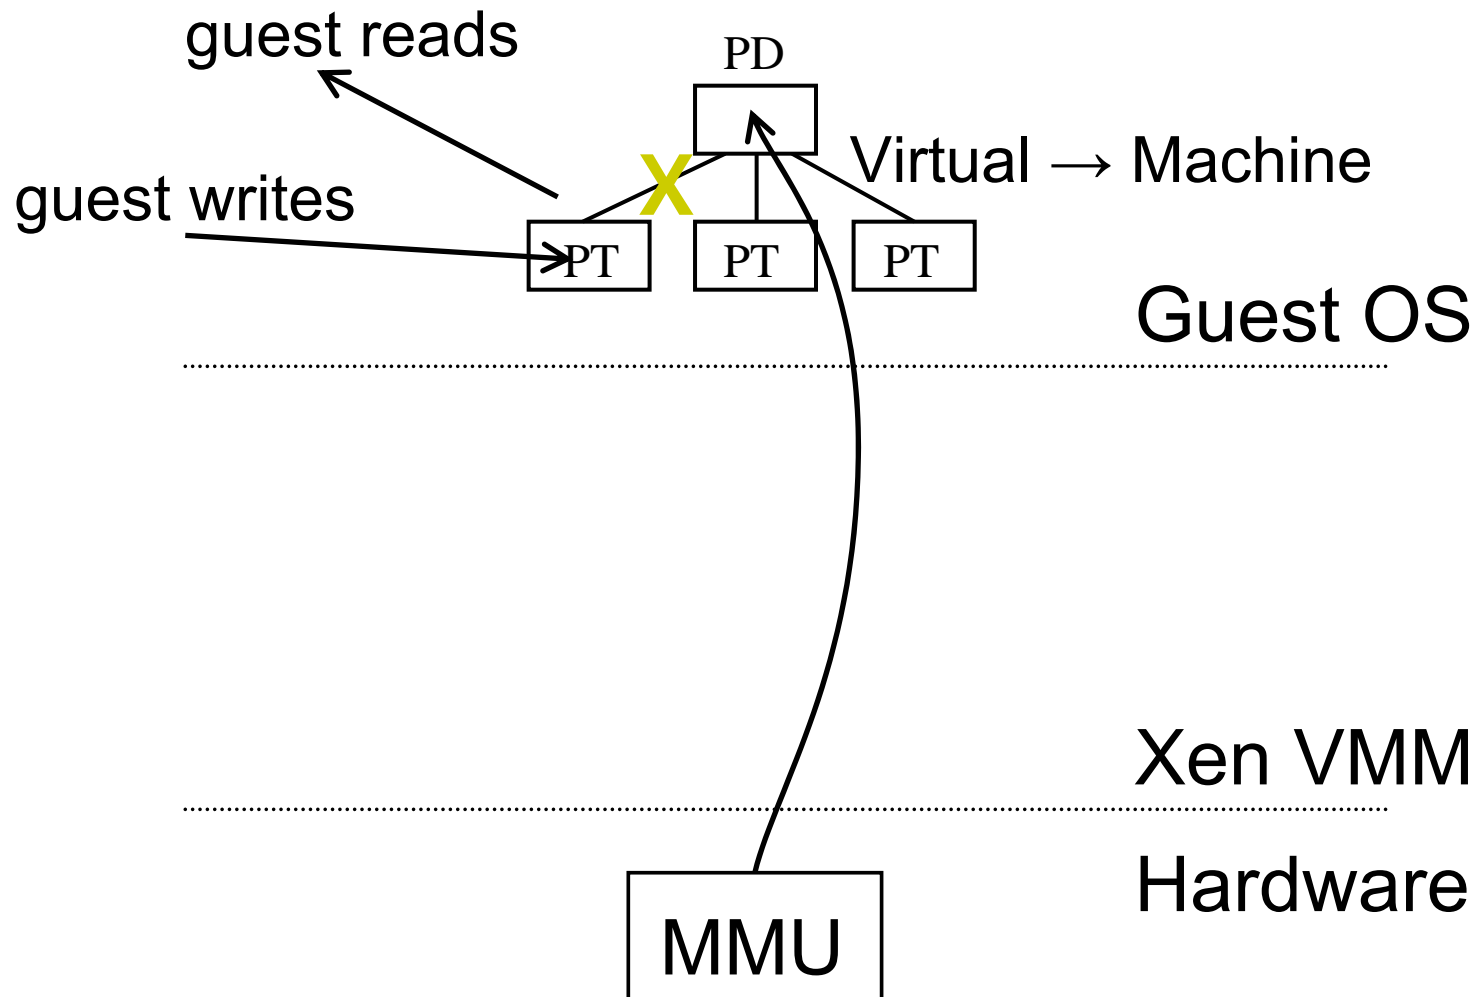 guest reads
PD
Virtual → Machine
X
guest writes
PT PT PT
Guest OS
Xen VMM
Hardware
MMU